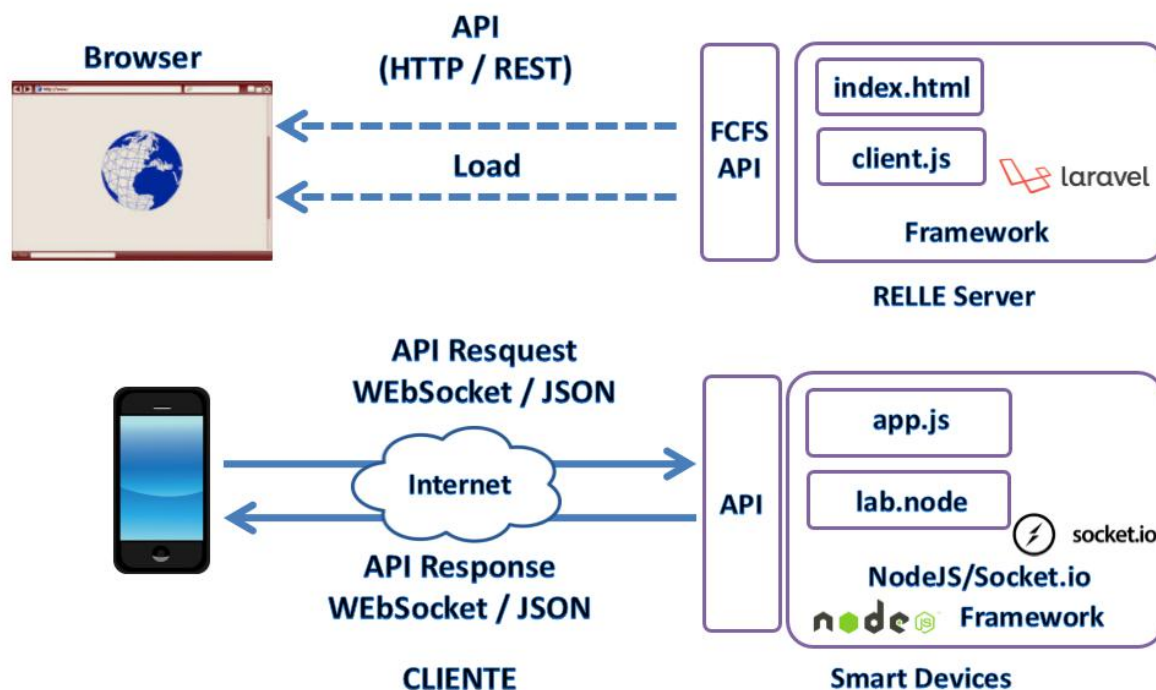 API
(HTTP / REST)
Browser
Load
FCFS
API
index.html
client.js
laravel
Framework
RELLE Server
API Resquest
WEbSocket / JSON
Internet
API Response
WEbSocket / JSON
API
app.js
lab.node
socket.io
NodeJS/Socket.io
node JS
Framework
CLIENTE
Smart Devices